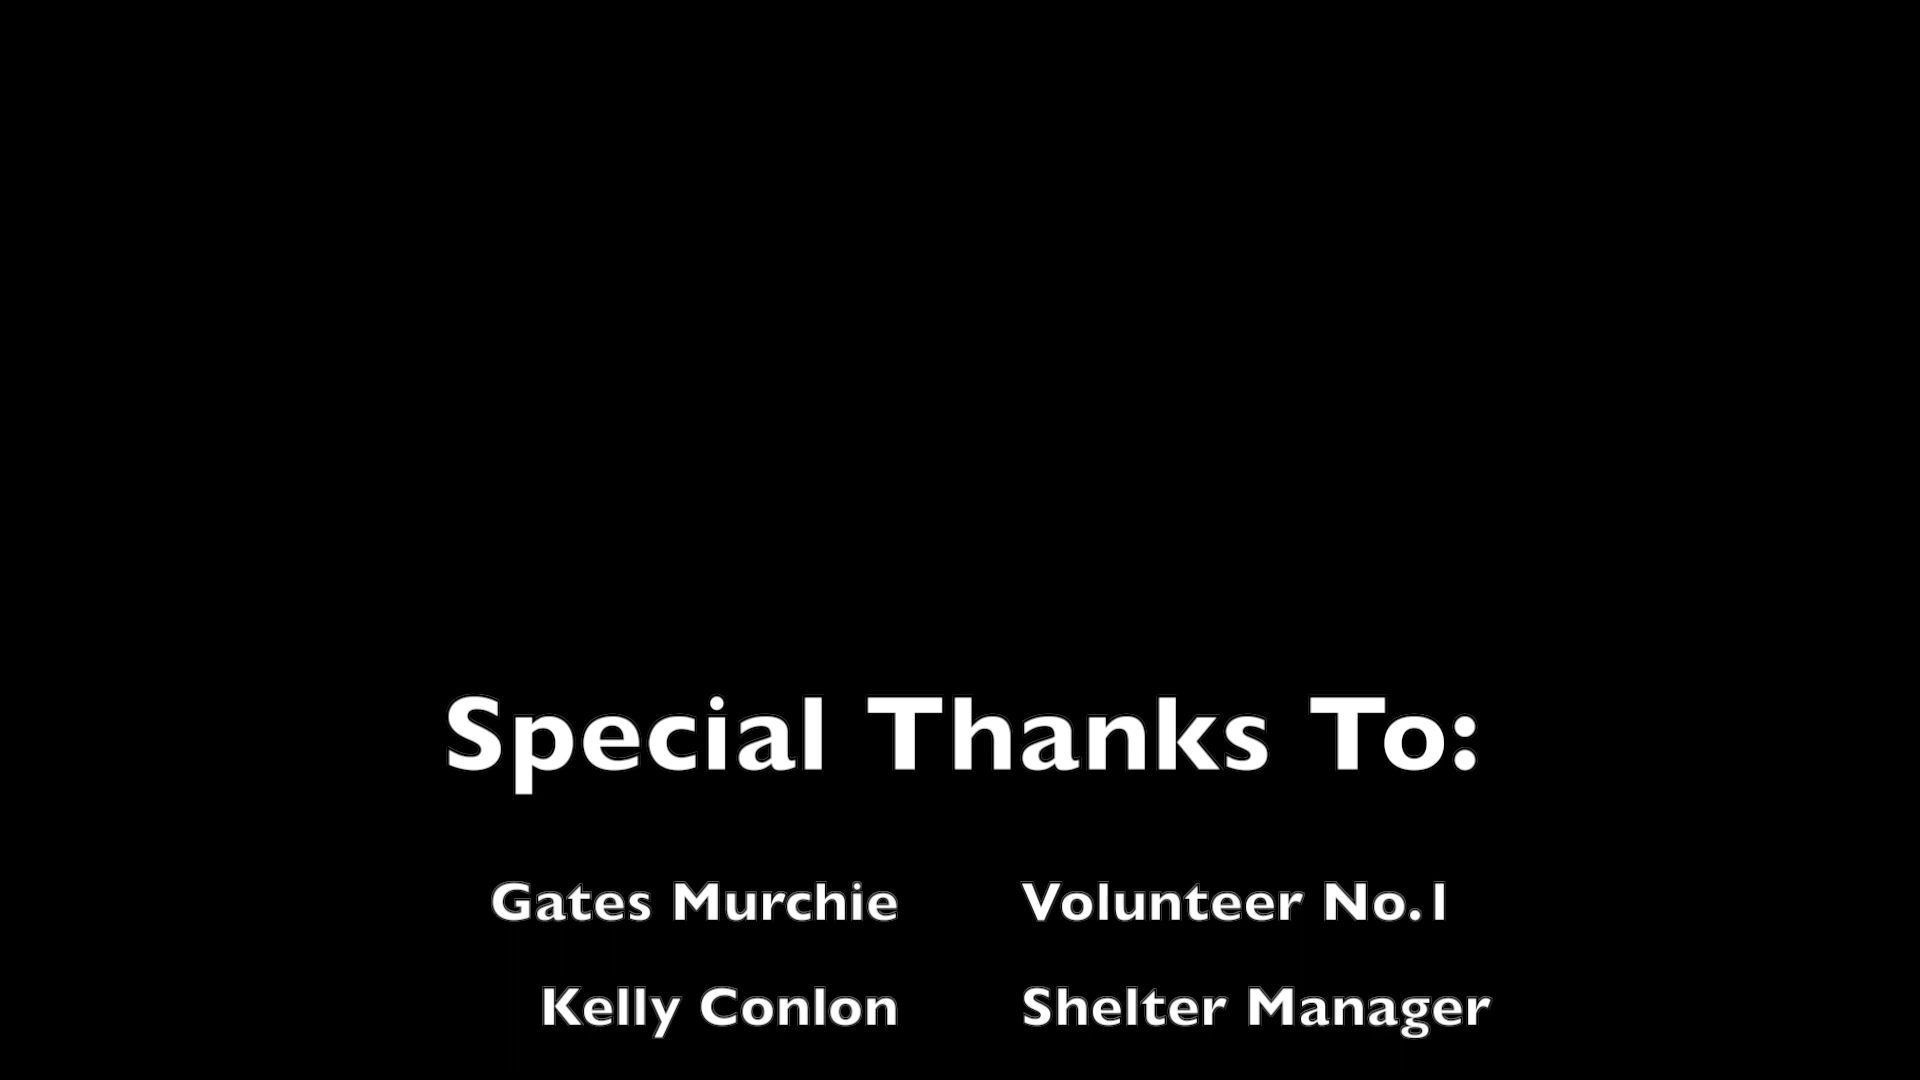 Special Thanks To:
Gates Murchie Volunteer No.1
Kelly Conlon Shelter Manager